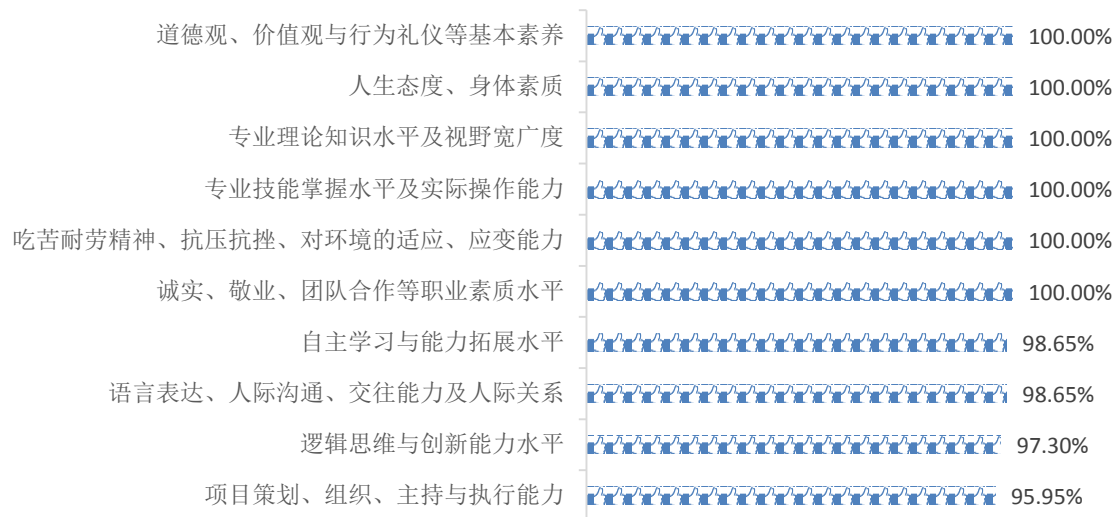 道德观、价值观与行为礼仪等基本素养 100.00%
人生态度、身体素质 100.00%
专业理论知识水平及视野宽广度 100.00%
专业技能掌握水平及实际操作能力 100.00%
吃苦耐劳精神、抗压抗挫、对环境的适应、应变能力 100.00%
诚实、敬业、团队合作等职业素质水平 100.00%
自主学习与能力拓展水平 98.65%
语言表达、人际沟通、交往能力及人际关系 98.65%
逻辑思维与创新能力水平 97.30%
项目策划、组织、主持与执行能力 95.95%